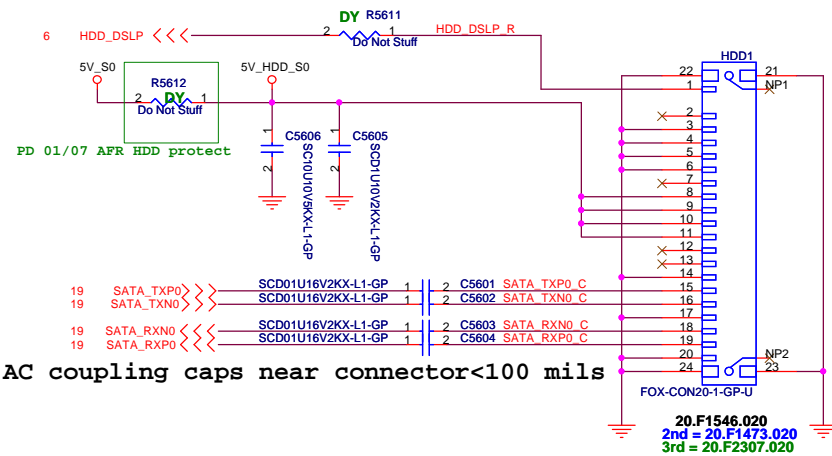 6 HDD_DSLP
DY R5611
2 1
Do Not Stuff
HDD_DSLP_R
5V_S0
R5612
DY
2 1
Do Not Stuff
5V_HDD_S0
PD 01/07 AFR HDD protect
1 C5606 2
SC10U10V5KX-L1-GP
1 C5605 2
SCD1U10V2KX-L1-GP
19 SATA_TXP0 SCD01U16V2KX-L1-GP 1 2 C5601 SATA_TXP0_C
19 SATA_TXN0 SCD01U16V2KX-L1-GP 1 2 C5602 SATA_TXN0_C
19 SATA_RXN0 SCD01U16V2KX-L1-GP 1 2 C5603 SATA_RXN0_C
19 SATA_RXP0 SCD01U16V2KX-L1-GP 1 2 C5604 SATA_RXP0_C
AC coupling caps near connector<100 mils
HDD1
22 21
1 NP1
2
3
4
5
6
7
8
9
10
11
12
13
14
15
16
17
18
19
20 NP2
24 23
FOX-CON20-1-GP-U
20.F1546.020
2nd = 20.F1473.020
3rd = 20.F2307.020